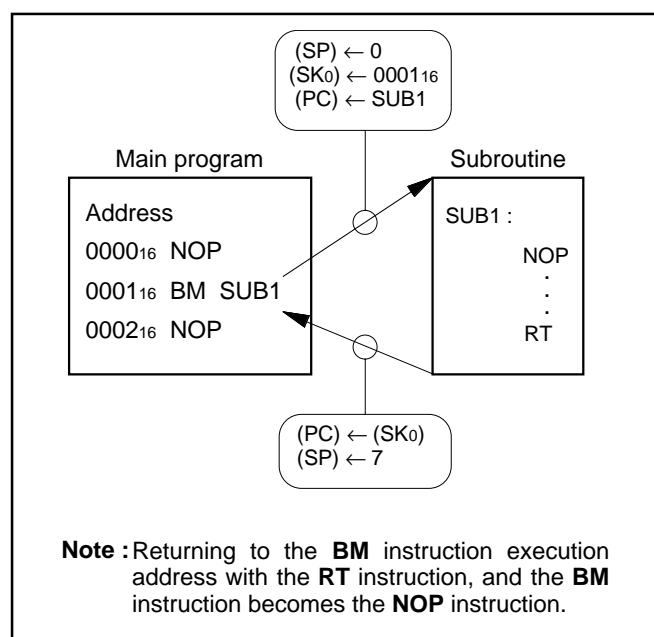 (SP) ← 0
(SK0) ← 000116
(PC) ← SUB1
Main program
Subroutine
Address
000016 NOP
000116 BM SUB1
000216 NOP
SUB1 :
NOP
.
.
.
RT
(PC) ← (SK0)
(SP) ← 7
Note : Returning to the BM instruction execution
address with the RT instruction, and the BM
instruction becomes the NOP instruction.